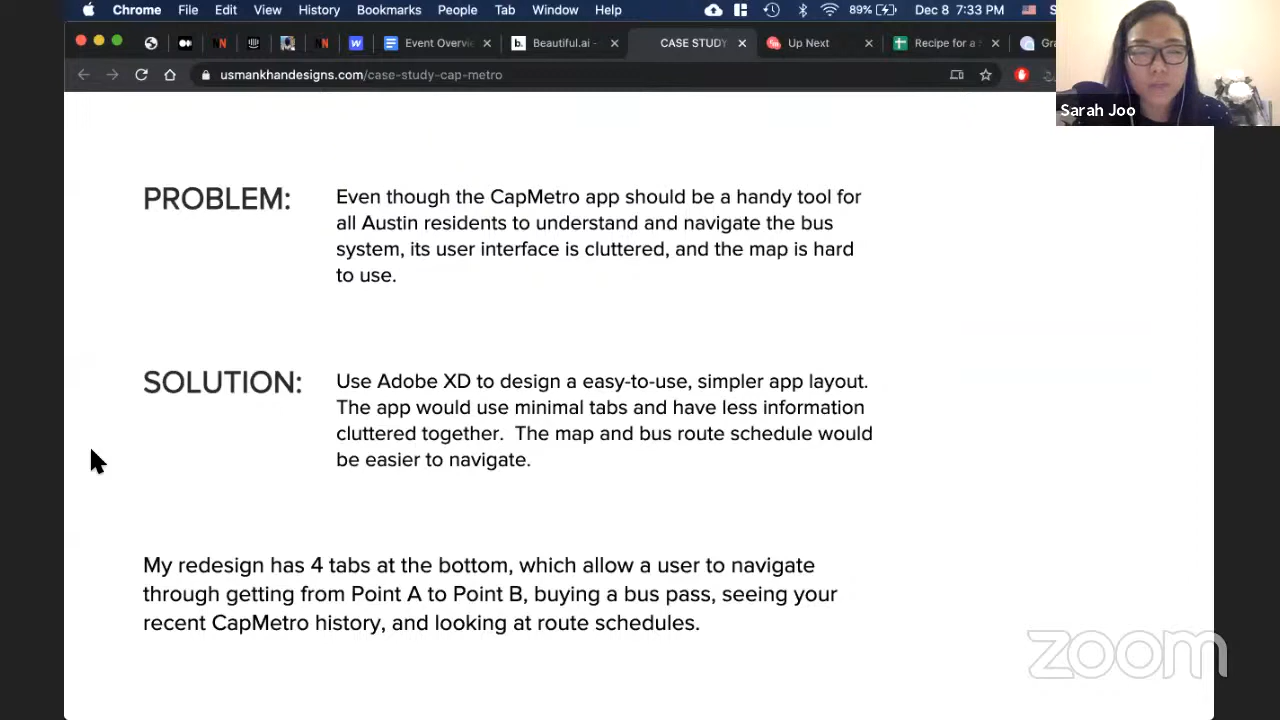 Chrome File Edit View History Bookmarks People Tab Window Help 89% Dec 8 7:33 PM
Event Overvi Beautiful.ai - CASE STUDY Up Next Recipe for a Gra
usmankhandesigns.com/case-study-cap-metro
Sarah Joo
PROBLEM:
Even though the CapMetro app should be a handy tool for
all Austin residents to understand and navigate the bus
system, its user interface is cluttered, and the map is hard
to use.
SOLUTION:
Use Adobe XD to design a easy-to-use, simpler app layout.
The app would use minimal tabs and have less information
cluttered together. The map and bus route schedule would
be easier to navigate.
My redesign has 4 tabs at the bottom, which allow a user to navigate
through getting from Point A to Point B, buying a bus pass, seeing your
recent CapMetro history, and looking at route schedules.
zoom